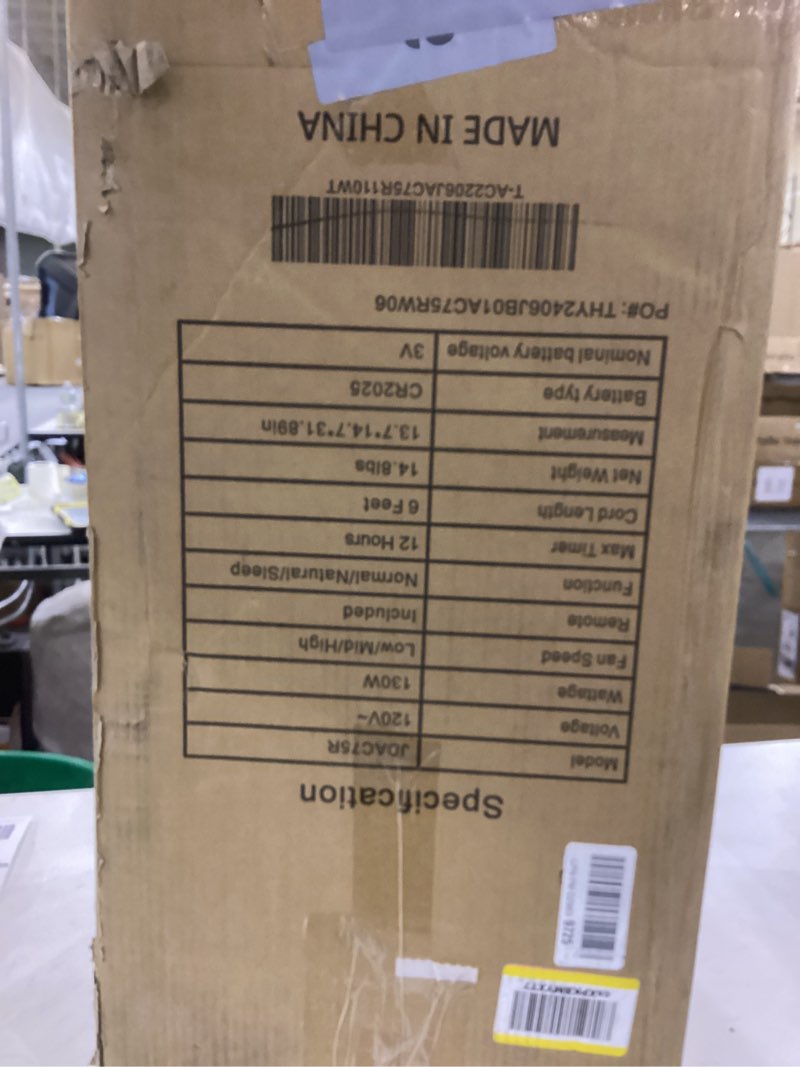 Specification
Model JOAC75R
Voltage 120V~
Wattage 130W
Fan Speed Low/Mid/High
Remote Included
Function Normal/Natural/Sleep
Max Timer 12 Hours
Cord Length 6 Feet
Net Weight 14.8lbs
Measurement 13.7*14.7*31.89in
Battery type CR2025
Nominal battery voltage 3V
PO#: THY2406JB01AC75RW06
T-AC2206JAC75R110WT
MADE IN CHINA